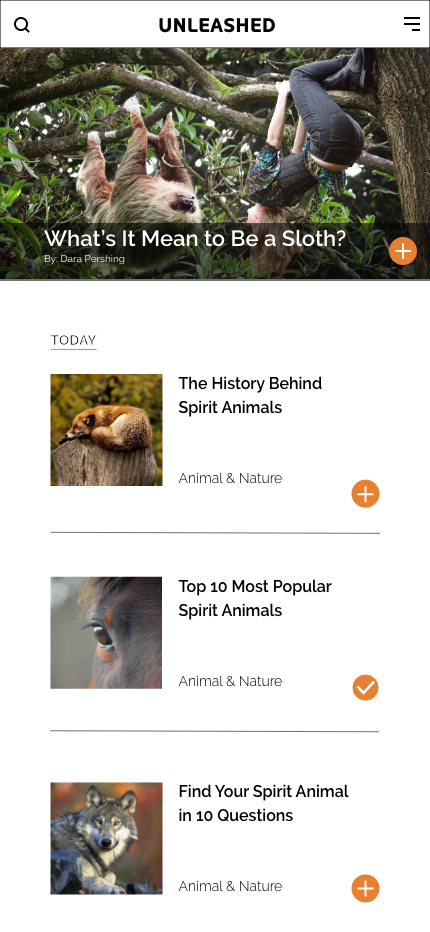 UNLEASHED
What's It Mean to Be a Sloth?
By: Dara Pershing
TODAY
The History Behind
Spirit Animals
Animal & Nature
Top 10 Most Popular
Spirit Animals
Animal & Nature
Find Your Spirit Animal
in 10 Questions
Animal & Nature